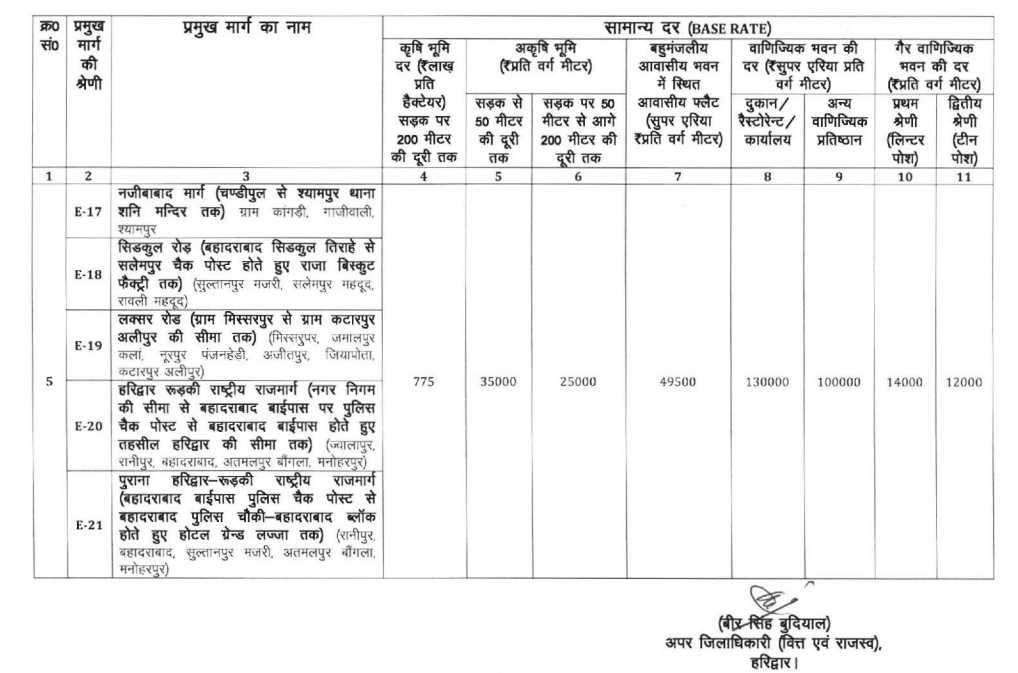 क्र0 सं0
प्रमुख मार्ग की श्रेणी
प्रमुख मार्ग का नाम
सामान्य दर (BASE RATE)
कृषि भूमि दर (₹लाख प्रति हैक्टेयर) सड़क पर 200 मीटर की दूरी तक
अकृषि भूमि (₹प्रति वर्ग मीटर)
बहुमंजलीय आवासीय भवन में स्थित आवासीय फ्लैट (सुपर एरिया ₹प्रति वर्ग मीटर)
वाणिज्यिक भवन की दर (₹सुपर एरिया प्रति वर्ग मीटर)
गैर वाणिज्यिक भवन की दर (₹प्रति वर्ग मीटर)
सड़क से 50 मीटर की दूरी तक
सड़क पर 50 मीटर से आगे 200 मीटर की दूरी तक
दुकान/ रैस्टोरेन्ट/ कार्यालय
अन्य वाणिज्यिक प्रतिष्ठान
प्रथम श्रेणी (लिन्टर पोश)
द्वितीय श्रेणी (टीन पोश)
1 2 3 4 5 6 7 8 9 10 11
E-17
नजीबाबाद मार्ग (चण्डीपुल से श्यामपुर थाना
शनि मन्दिर तक) ग्राम कांगड़ी, गाजीवाली,
श्यामपुर
E-18
सिडकुल रोड़ (बहादराबाद सिडकुल तिराहे से
सलेमपुर चैक पोस्ट होते हुए राजा बिस्कुट
फैक्ट्री तक) (सुल्तानपुर मजरी, सलेमपुर महदूद,
रावली महदूद)
E-19
लक्सर रोड (ग्राम मिस्सरपुर से ग्राम कटारपुर
अलीपुर की सीमा तक) (मिस्सरुपर, जमालपुर
कलां, नूरपुर पंजनहेडी, अजीतपुर, जियापोता,
कटारपुर अलीपुर)
5
775 35000 25000 49500 130000 100000 14000 12000
E-20
हरिद्वार रूड़की राष्ट्रीय राजमार्ग (नगर निगम
की सीमा से बहादराबाद बाईपास पर पुलिस
चैक पोस्ट से बहादराबाद बाईपास होते हुए
तहसील हरिद्वार की सीमा तक) (ज्वालापुर,
रानीपुर, बहादराबाद, अतमलपुर बौंगला, मनोहरपुर)
E-21
पुराना हरिद्वार–रूड़की राष्ट्रीय राजमार्ग
(बहादराबाद बाईपास पुलिस चैक पोस्ट से
बहादराबाद पुलिस चौकी–बहादराबाद ब्लॉक
होते हुए होटल ग्रेन्ड लज्जा तक) (रानीपुर,
बहादराबाद, सुल्तानपुर मजरी, अतमलपुर बौंगला,
मनोहरपुर)
(बीर सिंह बुदियाल)
अपर जिलाधिकारी (वित्त एवं राजस्व),
हरिद्वार।